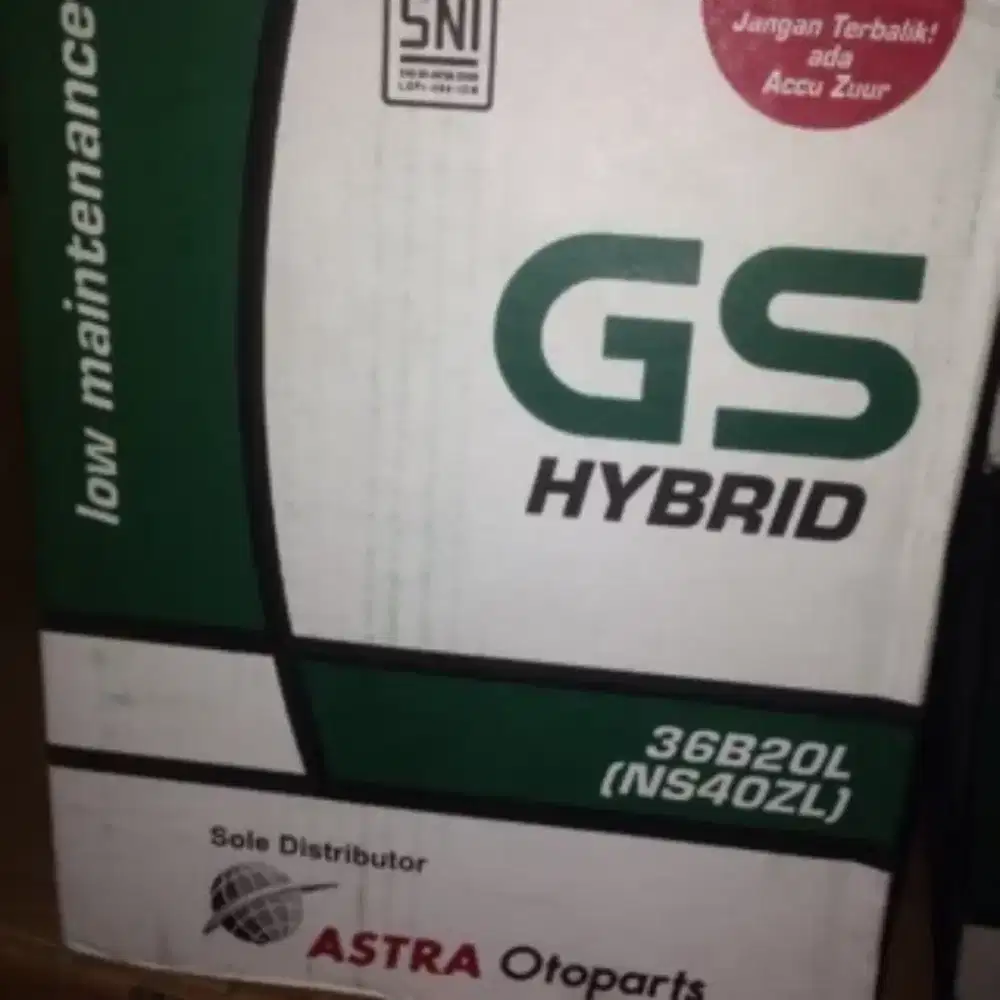 SNI
Jangan Terbalik!
ada
Accu Zuur
low maintenance
GS
HYBRID
36B20L
(NS40ZL)
Sole Distributor
ASTRA Otoparts